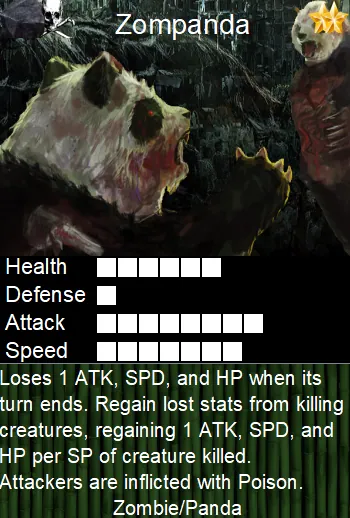 Zompanda
Health
Defense
Attack
Speed
Loses 1 ATK, SPD, and HP when its
turn ends. Regain lost stats from killing
creatures, regaining 1 ATK, SPD, and
HP per SP of creature killed.
Attackers are inflicted with Poison.
Zombie/Panda